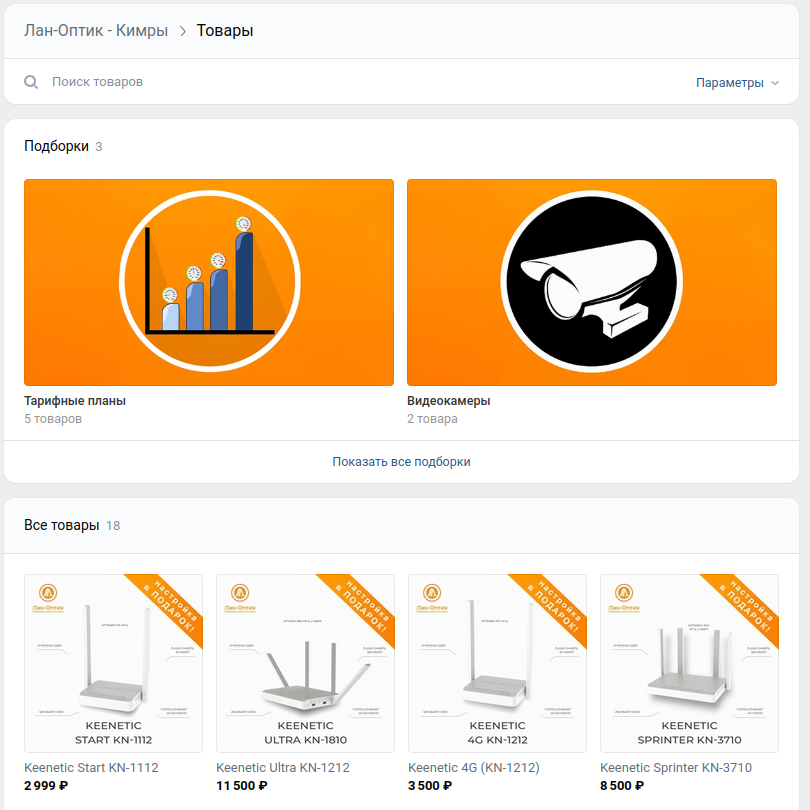 Лан-Оптик - Кимры > Товары
Поиск товаров
Параметры
Подборки 3
Тарифные планы
5 товаров
Видеокамеры
2 товара
Показать все подборки
Все товары 18
Лан-Оптик
настройка
в ПОДАРОК!
KEENETIC
START KN-1112
Keenetic Start KN-1112
2 999 ₽
Лан-Оптик
настройка
в ПОДАРОК!
KEENETIC
ULTRA KN-1810
Keenetic Ultra KN-1212
11 500 ₽
Лан-Оптик
настройка
в ПОДАРОК!
KEENETIC
4G KN-1212
Keenetic 4G (KN-1212)
3 500 ₽
Лан-Оптик
настройка
в ПОДАРОК!
KEENETIC
SPRINTER KN-3710
Keenetic Sprinter KN-3710
8 500 ₽